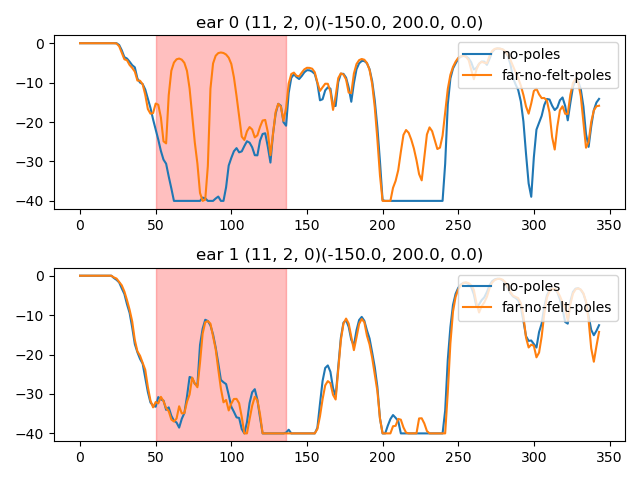 ear 0 (11, 2, 0)(-150.0, 200.0, 0.0)
0
−10
−20
−30
−40
no-poles
far-no-felt-poles
0 50 100 150 200 250 300 350
ear 1 (11, 2, 0)(-150.0, 200.0, 0.0)
0
−10
−20
−30
−40
no-poles
far-no-felt-poles
0 50 100 150 200 250 300 350